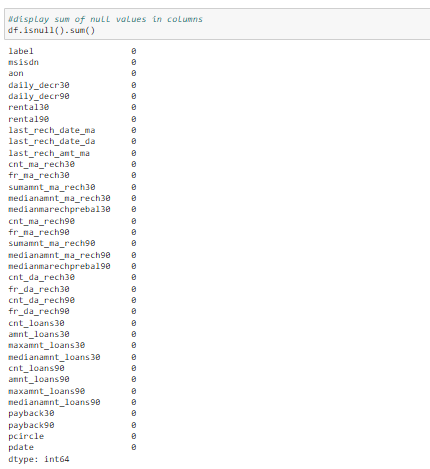 #display sum of null values in columns
df.isnull().sum()
label 0
msisdn 0
aon 0
daily_decr30 0
daily_decr90 0
rental30 0
rental90 0
last_rech_date_ma 0
last_rech_date_da 0
last_rech_amt_ma 0
cnt_ma_rech30 0
fr_ma_rech30 0
sumamnt_ma_rech30 0
medianamnt_ma_rech30 0
medianmarechprebal30 0
cnt_ma_rech90 0
fr_ma_rech90 0
sumamnt_ma_rech90 0
medianamnt_ma_rech90 0
medianmarechprebal90 0
cnt_da_rech30 0
fr_da_rech30 0
cnt_da_rech90 0
fr_da_rech90 0
cnt_loans30 0
amnt_loans30 0
maxamnt_loans30 0
medianamnt_loans30 0
cnt_loans90 0
amnt_loans90 0
maxamnt_loans90 0
medianamnt_loans90 0
payback30 0
payback90 0
pcircle 0
pdate 0
dtype: int64